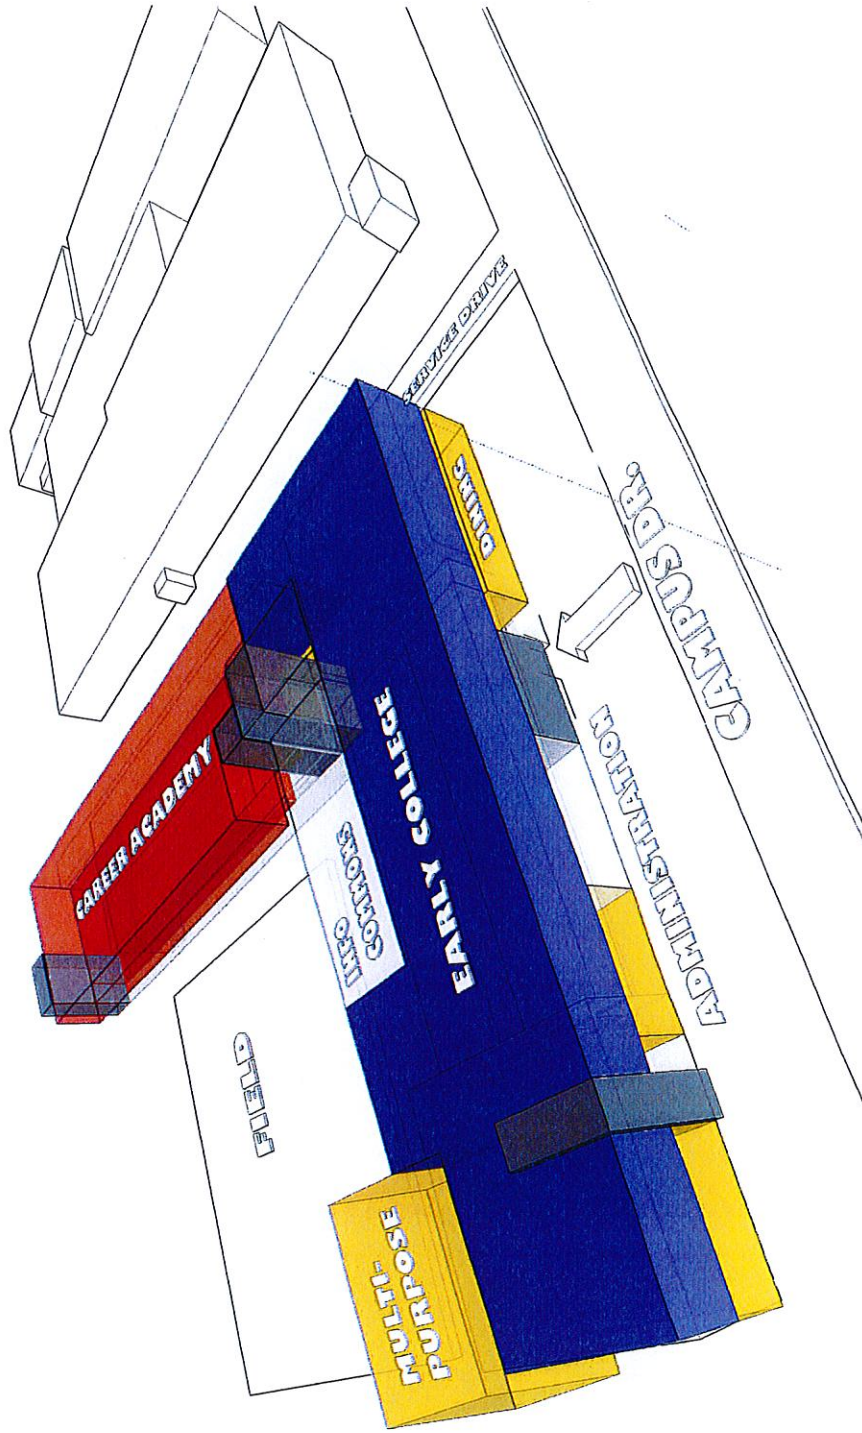 SERVICE DRIVE
DINING
CAMPUS DR.
CAREER ACADEMY
INFO
COMMONS
EARLY COLLEGE
ADMINISTRATION
FIELD
MULTI-
PURPOSE